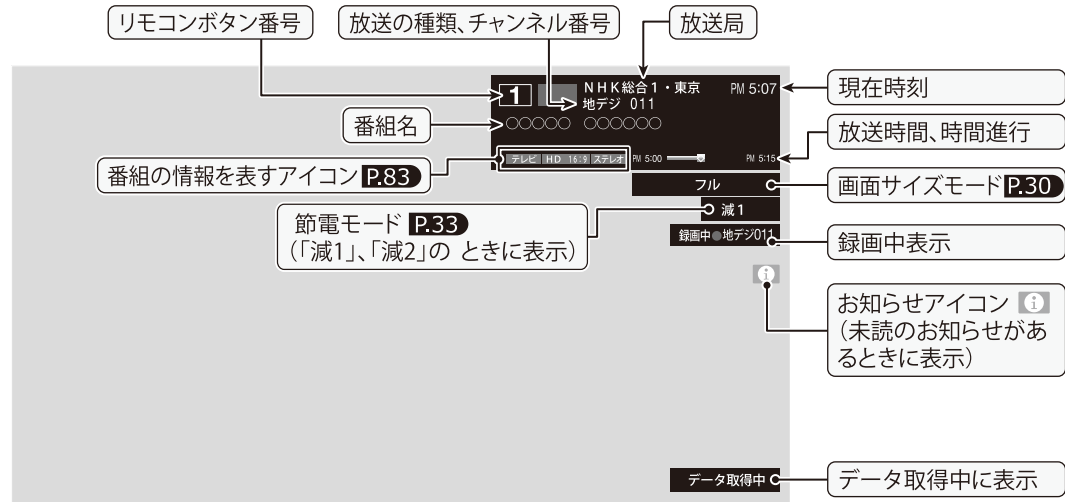 リモコンボタン番号
放送の種類、チャンネル番号
放送局
1
NHK総合1・東京
PM 5:07
地デジ 011
現在時刻
番組名
○○○○○ ○○○○○○
放送時間、時間進行
テレビ HD 16:9 ステレオ PM 5:00 PM 5:15
番組の情報を表すアイコン P.83
フル
画面サイズモード P.30
節電モード P.33
(「減1」、「減2」の ときに表示)
減1
録画中●地デジ011
録画中表示
お知らせアイコン
(未読のお知らせがあ
るときに表示)
データ取得中
データ取得中に表示